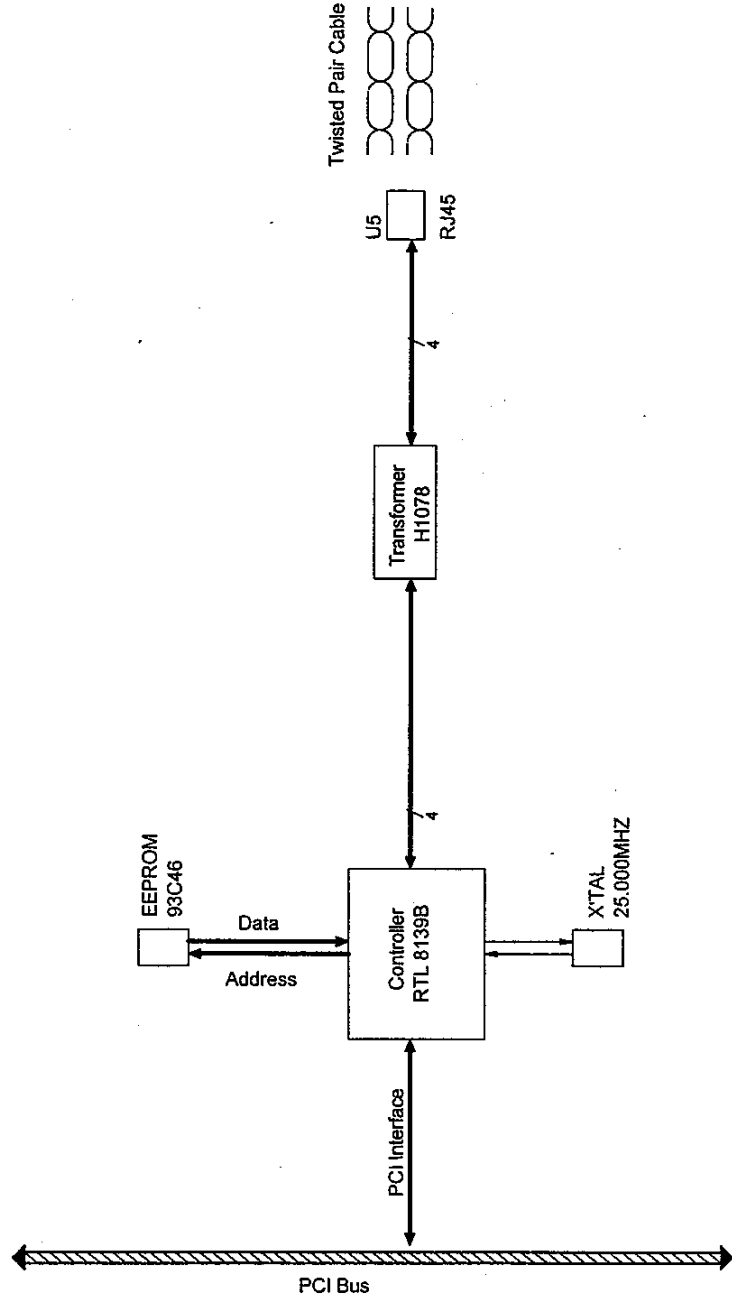 Twisted Pair Cable
U5
RJ45
4
Transformer
H1078
4
EEPROM
93C46
Data
Address
Controller
RTL 8139B
X'TAL
25.000MHZ
PCI Interface
PCI Bus